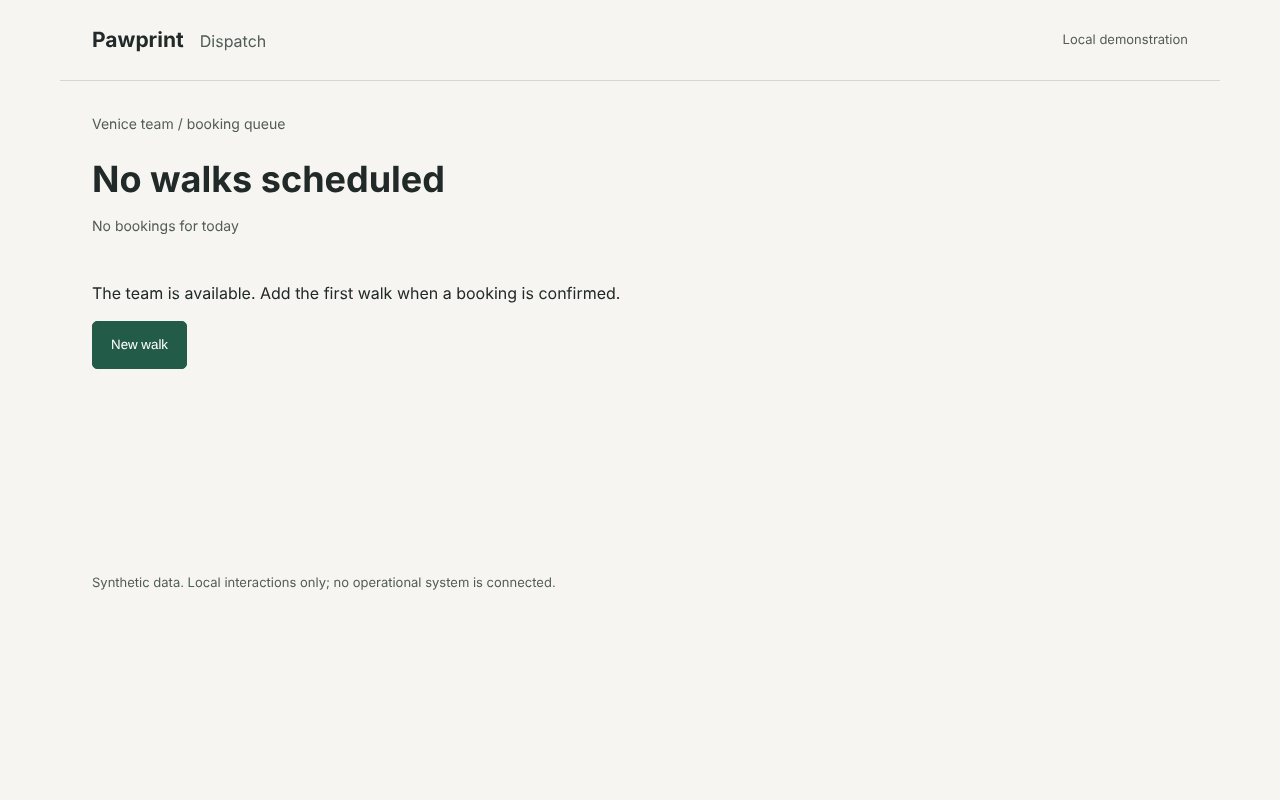 Pawprint Dispatch
Local demonstration
Venice team / booking queue
No walks scheduled
No bookings for today
The team is available. Add the first walk when a booking is confirmed.
New walk
Synthetic data. Local interactions only; no operational system is connected.